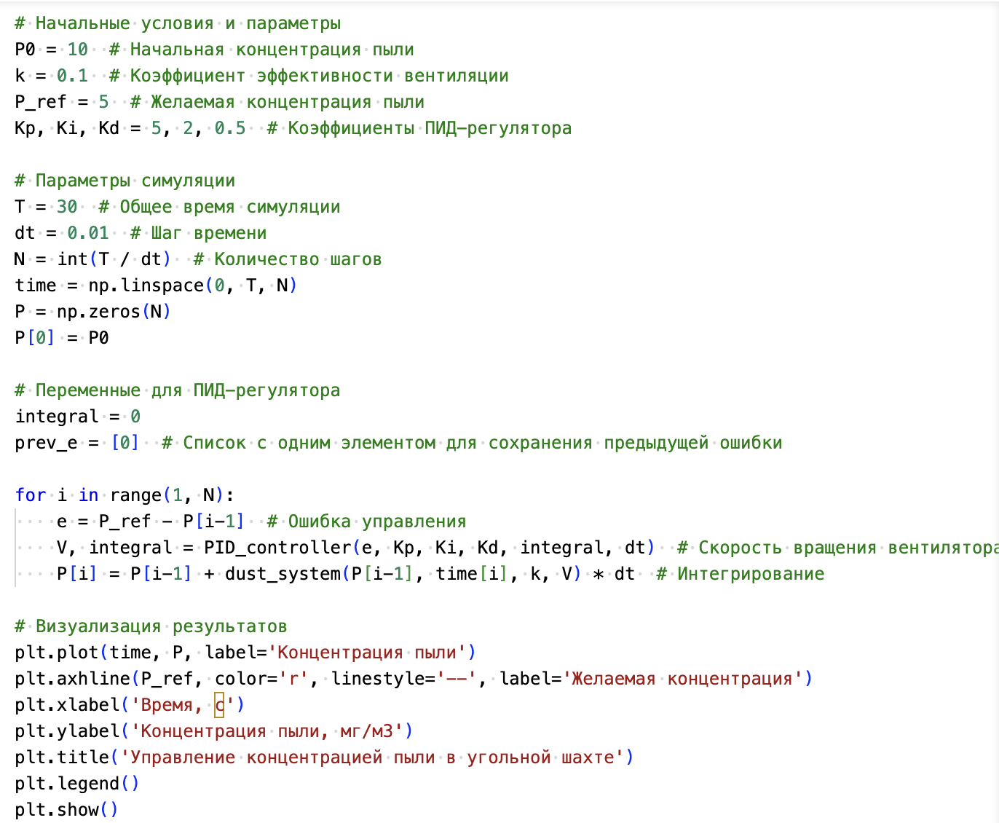 # Начальные условия и параметры
P0 = 10  # Начальная концентрация пыли
k = 0.1  # Коэффициент эффективности вентиляции
P_ref = 5  # Желаемая концентрация пыли
Kp, Ki, Kd = 5, 2, 0.5  # Коэффициенты ПИД-регулятора

# Параметры симуляции
T = 30  # Общее время симуляции
dt = 0.01  # Шаг времени
N = int(T / dt)  # Количество шагов
time = np.linspace(0, T, N)
P = np.zeros(N)
P[0] = P0

# Переменные для ПИД-регулятора
integral = 0
prev_e = [0]  # Список с одним элементом для сохранения предыдущей ошибки

for i in range(1, N):
    e = P_ref - P[i-1]  # Ошибка управления
    V, integral = PID_controller(e, Kp, Ki, Kd, integral, dt)  # Скорость вращения вентилятора
    P[i] = P[i-1] + dust_system(P[i-1], time[i], k, V) * dt  # Интегрирование

# Визуализация результатов
plt.plot(time, P, label='Концентрация пыли')
plt.axhline(P_ref, color='r', linestyle='--', label='Желаемая концентрация')
plt.xlabel('Время, с')
plt.ylabel('Концентрация пыли, мг/м3')
plt.title('Управление концентрацией пыли в угольной шахте')
plt.legend()
plt.show()